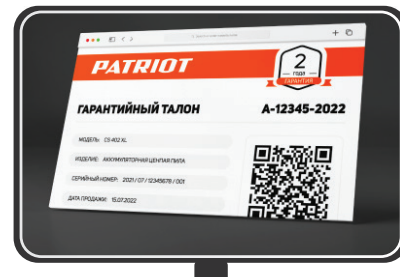 PATRIOT
2
ГОДА
ГАРАНТИЯ
ГАРАНТИЙНЫЙ ТАЛОН
A-12345-2022
МОДЕЛЬ: CS 402 XL
ИЗДЕЛИЕ: АККУМУЛЯТОРНАЯ ЦЕПНАЯ ПИЛА
СЕРИЙНЫЙ НОМЕР: 2021 / 07 / 12345678 / 001
ДАТА ПРОДАЖИ: 15.07.2022